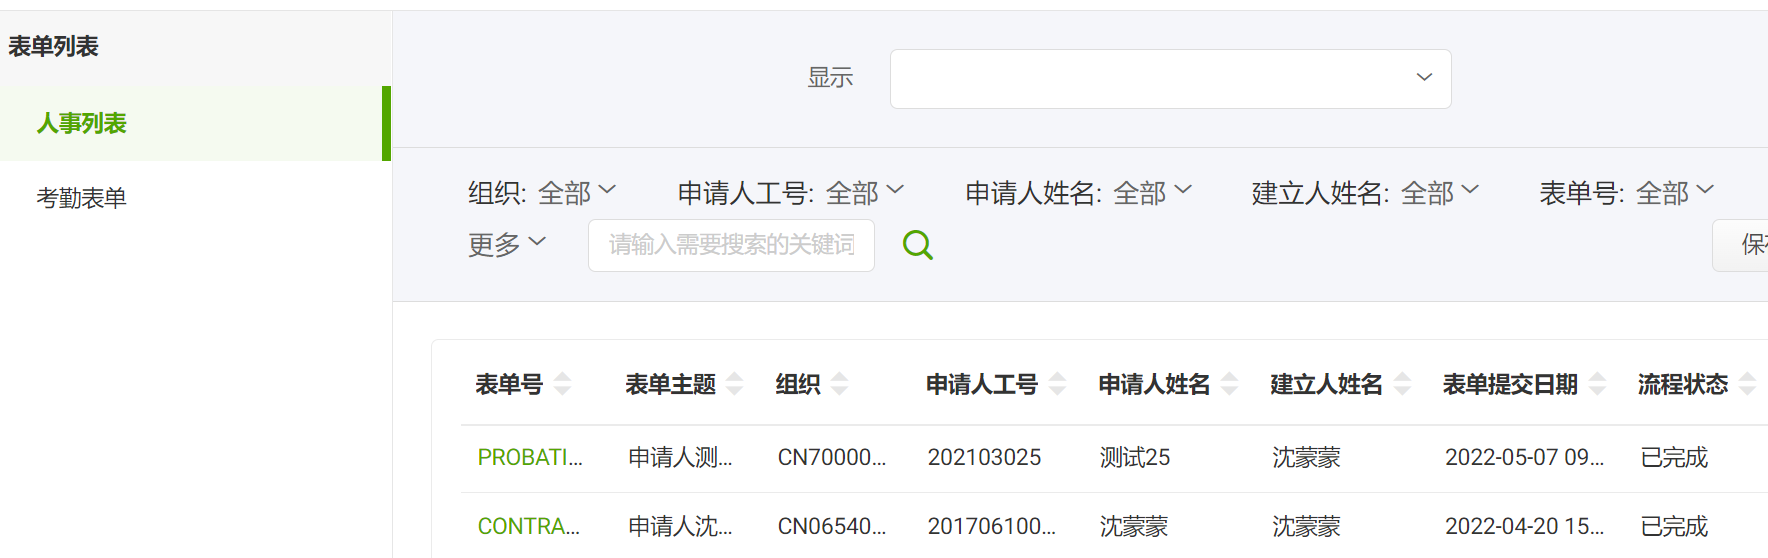 表单列表
人事列表
考勤表单
显示
组织: 全部 申请人工号: 全部 申请人姓名: 全部 建立人姓名: 全部 表单号: 全部
更多 请输入需要搜索的关键词 保
表单号 表单主题 组织 申请人工号 申请人姓名 建立人姓名 表单提交日期 流程状态
PROBATI... 申请人测... CN70000... 202103025 测试25 沈蒙蒙 2022-05-07 09... 已完成
CONTRA... 申请人沈... CN06540... 201706100... 沈蒙蒙 沈蒙蒙 2022-04-20 15... 已完成